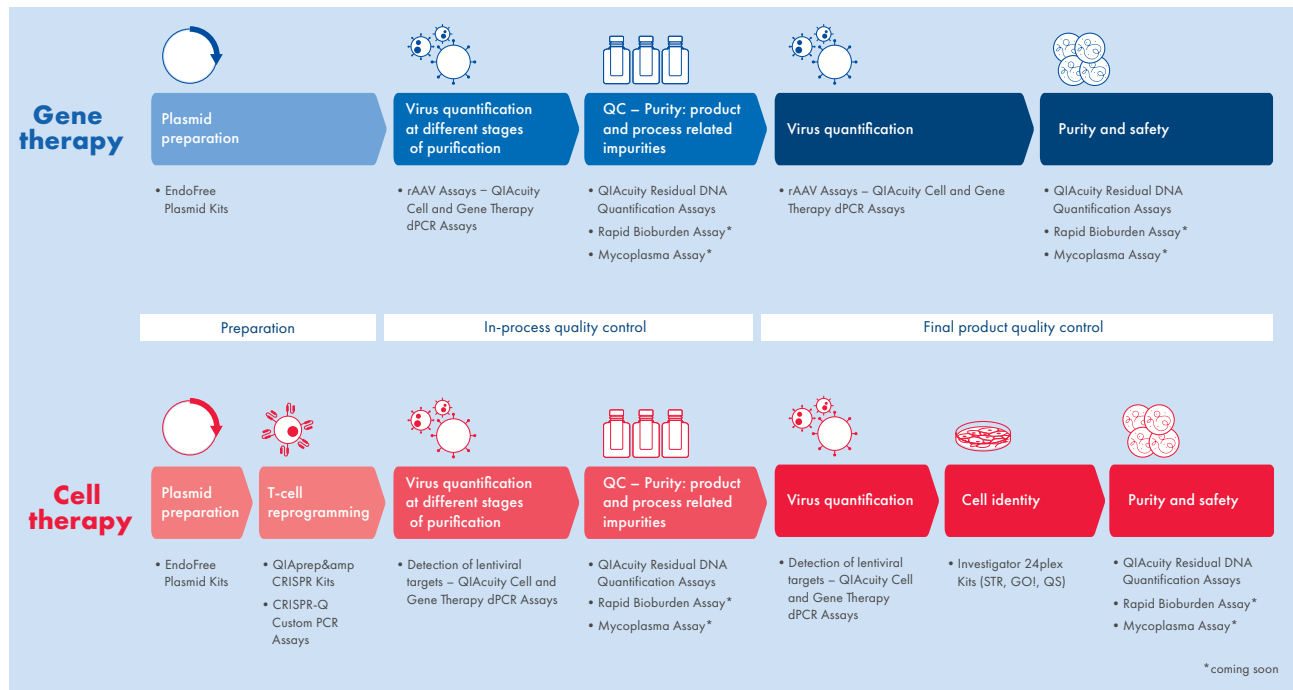 Gene
therapy
Plasmid
preparation
• EndoFree
Plasmid Kits
Virus quantification
at different stages
of purification
• rAAV Assays – QIAcuity
Cell and Gene Therapy
dPCR Assays
QC – Purity: product
and process related
impurities
• QIAcuity Residual DNA
Quantification Assays
• Rapid Bioburden Assay*
• Mycoplasma Assay*
Virus quantification
• rAAV Assays – QIAcuity Cell and Gene
Therapy dPCR Assays
Purity and safety
• QIAcuity Residual DNA
Quantification Assays
• Rapid Bioburden Assay*
• Mycoplasma Assay*
Preparation
In-process quality control
Final product quality control
Cell
therapy
Plasmid
preparation
• EndoFree
Plasmid Kits
T-cell
reprogramming
• QIAprep&amp
CRISPR Kits
• CRISPR-Q
Custom PCR
Assays
Virus quantification
at different stages
of purification
• Detection of lentiviral
targets – QIAcuity Cell and
Gene Therapy dPCR Assays
QC – Purity: product
and process related
impurities
• QIAcuity Residual DNA
Quantification Assays
• Rapid Bioburden Assay*
• Mycoplasma Assay*
Virus quantification
• Detection of lentiviral
targets – QIAcuity Cell
and Gene Therapy
dPCR Assays
Cell identity
• Investigator 24plex
Kits (STR, GO!, QS)
Purity and safety
• QIAcuity Residual DNA
Quantification Assays
• Rapid Bioburden Assay*
• Mycoplasma Assay*
*coming soon